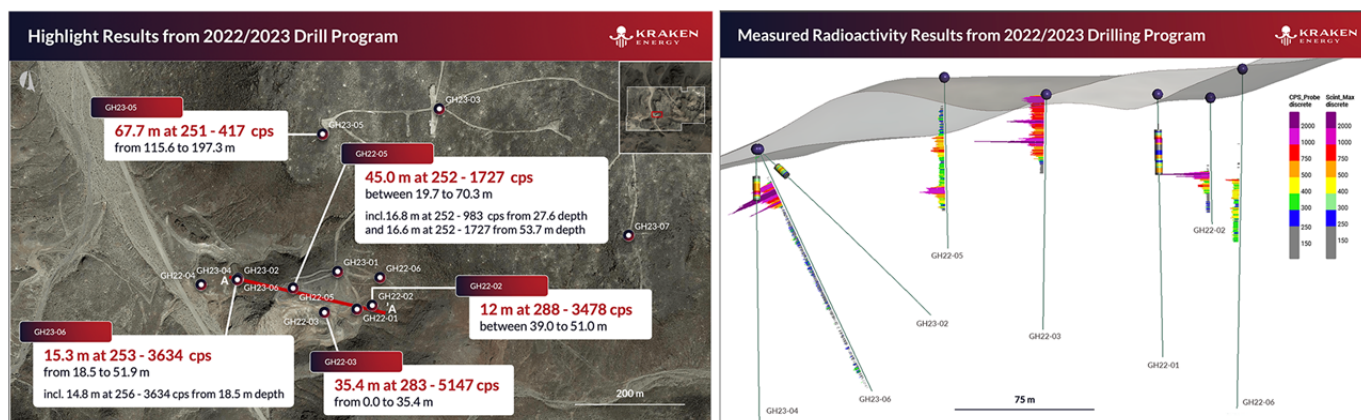 Highlight Results from 2022/2023 Drill Program
KRAKEN
ENERGY
GH23-05
67.7 m at 251 - 417 cps
from 115.6 to 197.3 m
GH23-03
GH23-05
GH22-05
45.0 m at 252 - 1727 cps
between 19.7 to 70.3 m
incl.16.8 m at 252 - 983 cps from 27.6 depth
and 16.6 m at 252 - 1727 from 53.7 m depth
GH23-07
GH22-04
GH23-04
A
GH23-02
GH23-06
GH23-01
GH22-06
GH22-05
GH22-03
GH22-02
'A
GH22-01
GH22-02
12 m at 288 - 3478 cps
between 39.0 to 51.0 m
GH23-06
15.3 m at 253 - 3634 cps
from 18.5 to 51.9 m
incl. 14.8 m at 256 - 3634 cps from 18.5 m depth
GH22-03
35.4 m at 283 - 5147 cps
from 0.0 to 35.4 m
200 m
Measured Radioactivity Results from 2022/2023 Drilling Program
KRAKEN
ENERGY
CPS_Probe
discrete
2000
1000
750
500
400
300
250
150
Scint_Max
discrete
2000
1000
750
500
400
300
250
150
GH22-05
GH22-02
GH23-02
GH22-03
GH22-01
GH23-04
GH23-06
GH22-06
75 m